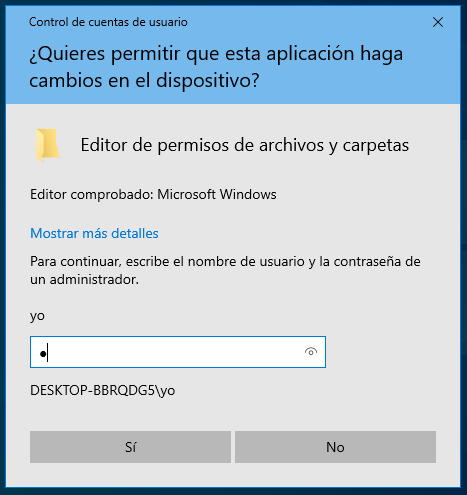 Control de cuentas de usuario
¿Quieres permitir que esta aplicación haga
cambios en el dispositivo?
Editor de permisos de archivos y carpetas
Editor comprobado: Microsoft Windows
Mostrar más detalles
Para continuar, escribe el nombre de usuario y la contraseña de
un administrador.
yo
●
DESKTOP-BBRQDG5\yo
Sí
No